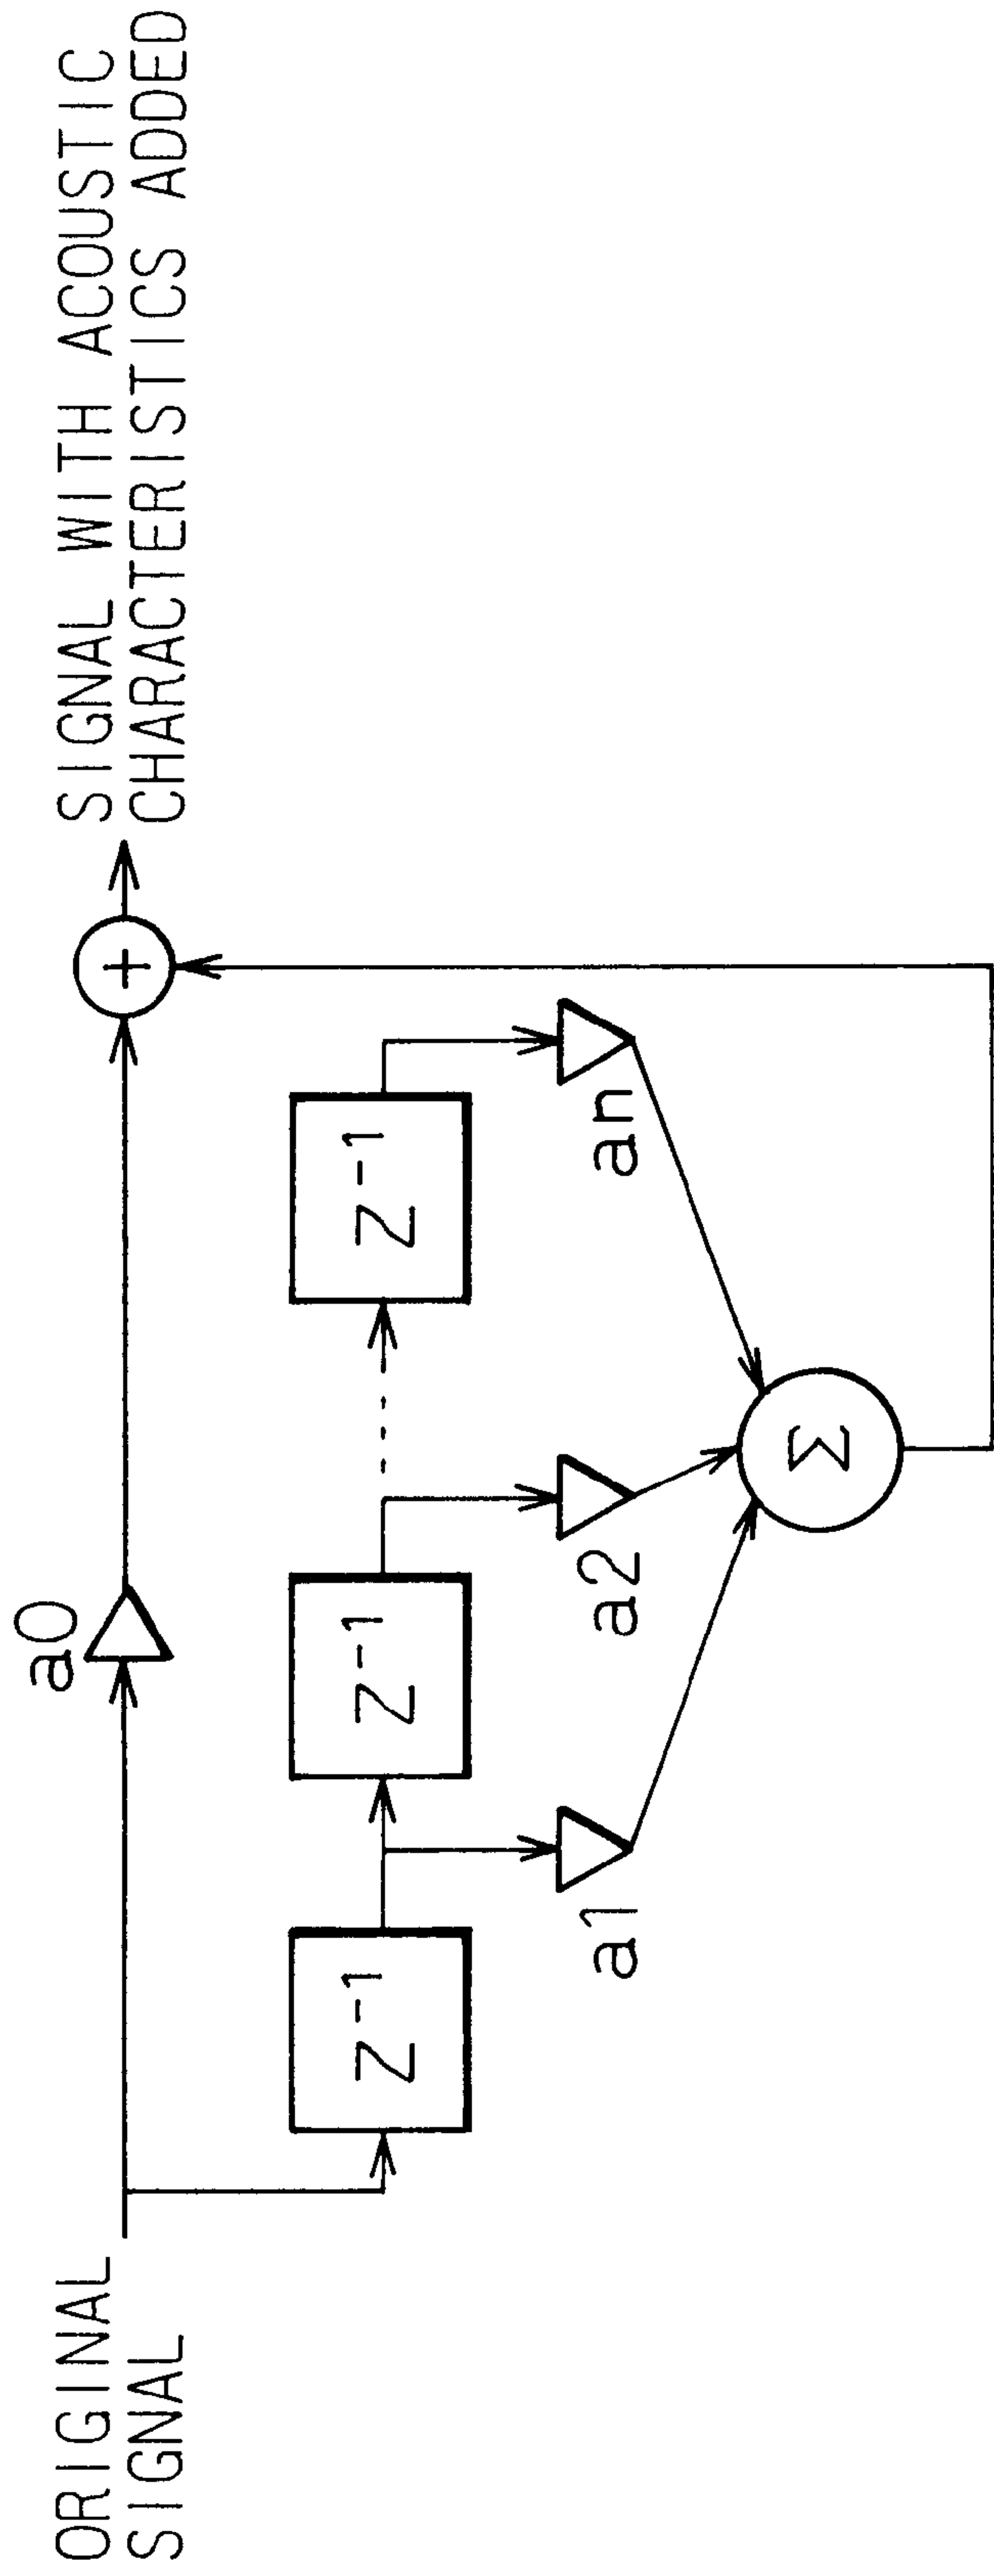 ORIGINAL
SIGNAL
a0
SIGNAL WITH ACOUSTIC
CHARACTERISTICS ADDED
+
Z⁻¹
Z⁻¹
Z⁻¹
a1
a2
an
Σ